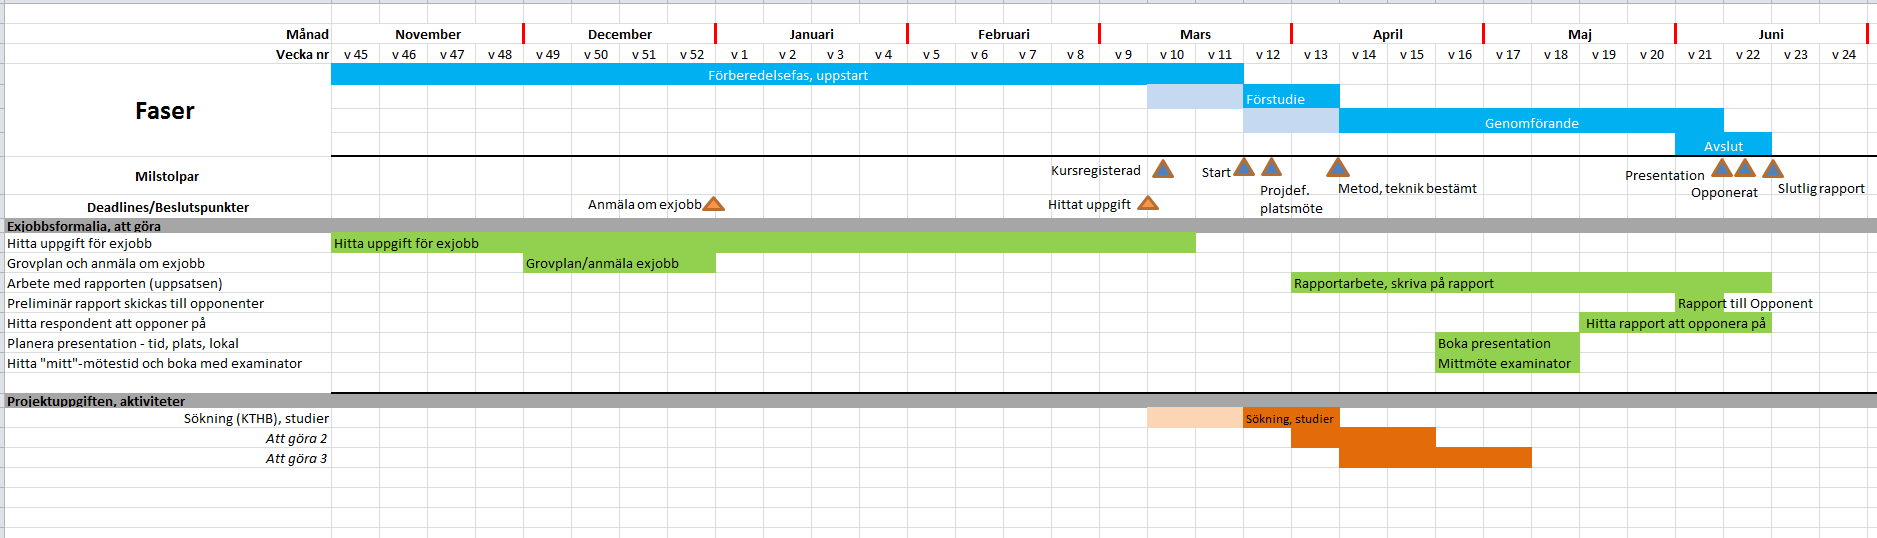 Månad November December Januari Februari Mars April Maj Juni
Vecka nr v 45 v 46 v 47 v 48 v 49 v 50 v 51 v 52 v 1 v 2 v 3 v 4 v 5 v 6 v 7 v 8 v 9 v 10 v 11 v 12 v 13 v 14 v 15 v 16 v 17 v 18 v 19 v 20 v 21 v 22 v 23 v 24
Förberedelsefas, uppstart
Faser
Förstudie
Genomförande
Avslut
Milstolpar
Kursregistrerad
Start
Projdef.
platsmöte
Metod, teknik bestämt
Presentation
Opponerat
Slutlig rapport
Deadlines/Beslutspunkter
Anmäla om exjobb
Hittat uppgift
Exjobbsformalia, att göra
Hitta uppgift för exjobb Hitta uppgift för exjobb
Grovplan och anmäla om exjobb Grovplan/anmäla exjobb
Arbete med rapporten (uppsatsen) Rapportarbete, skriva på rapport
Preliminär rapport skickas till opponenter Rapport till Opponent
Hitta respondent att opponer på Hitta rapport att opponera på
Planera presentation - tid, plats, lokal Boka presentation
Hitta "mitt"-mötestid och boka med examinator Mittmöte examinator
Projektuppgiften, aktiviteter
Sökning (KTHB), studier Sökning, studier
Att göra 2
Att göra 3